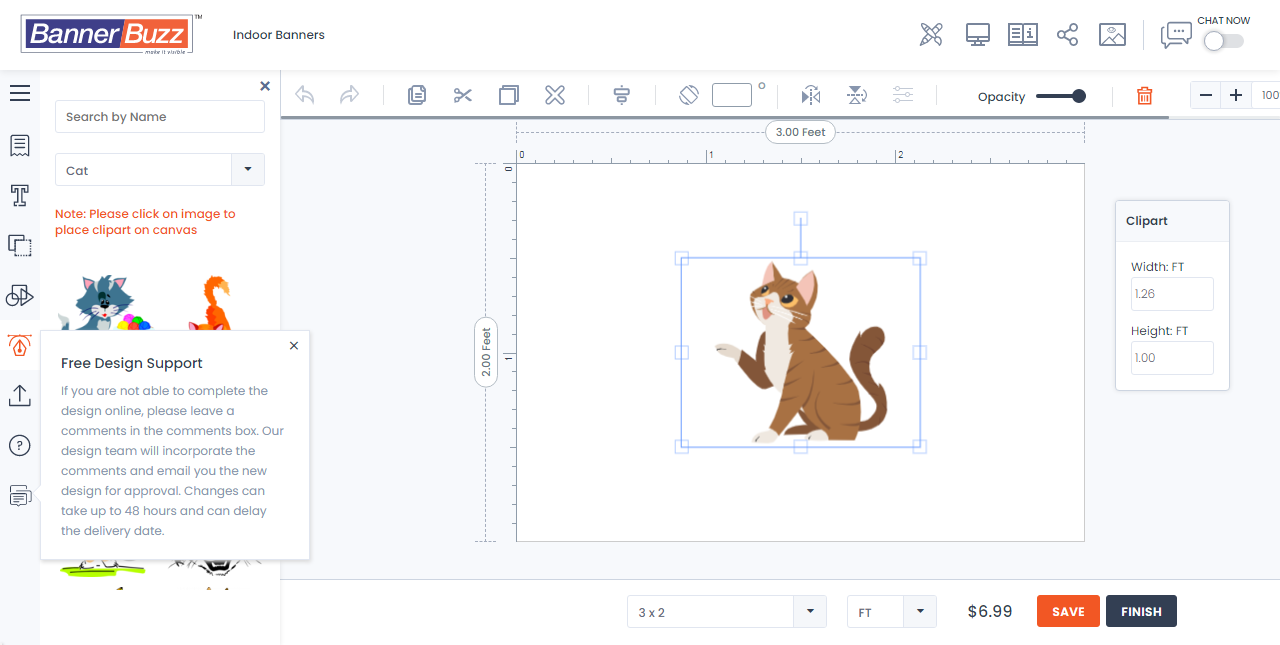 BannerBuzz
TM
make it visible
Indoor Banners
CHAT NOW
Search by Name
Cat
Note: Please click on image to
place clipart on canvas
Opacity
100
3.00 Feet
0
1
2
0
1
2.00 Feet
Clipart
Width: FT
1.26
Height: FT
1.00
Free Design Support
If you are not able to complete the
design online, please leave a
comments in the comments box. Our
design team will incorporate the
comments and email you the new
design for approval. Changes can
take up to 48 hours and can delay
the delivery date.
3 x 2
FT
$6.99
SAVE
FINISH